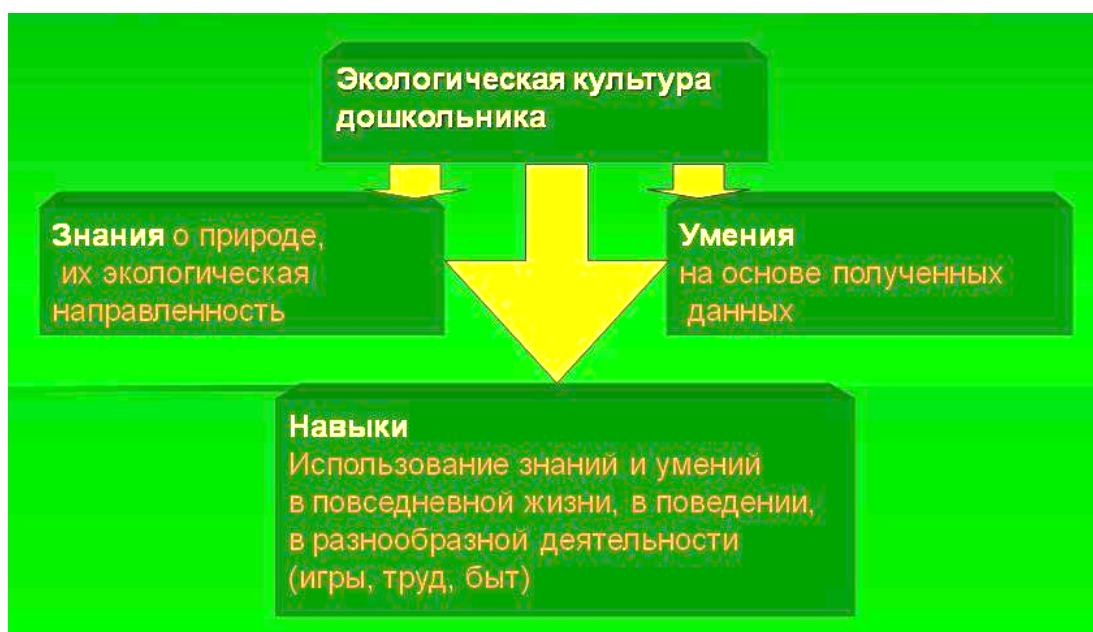 Экологическая культура
дошкольника
Знания о природе,
их экологическая
направленность
Умения
на основе полученных
данных
Навыки
Использование знаний и умений
в повседневной жизни, в поведении,
в разнообразной деятельности
(игры, труд, быт)